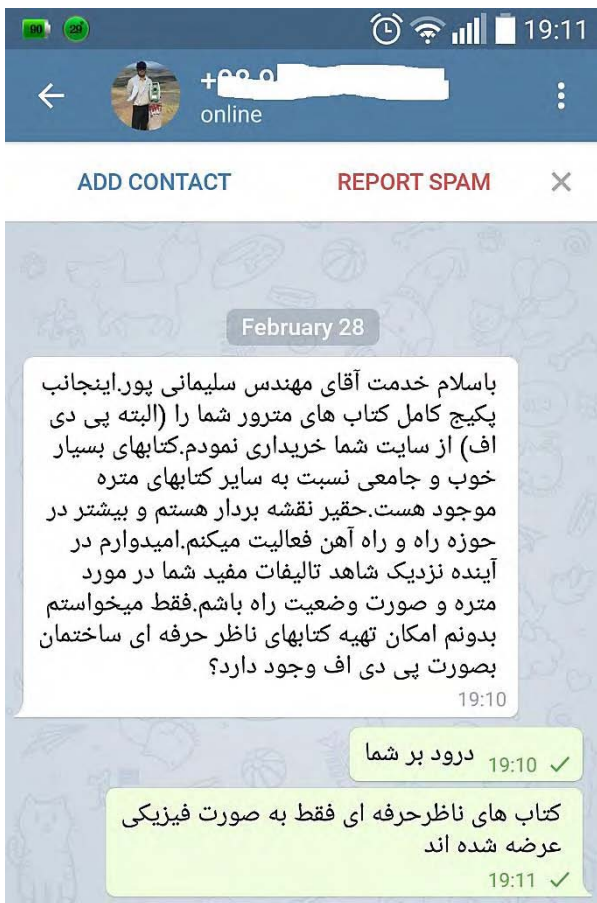 90 29° 19:11
online
ADD CONTACT REPORT SPAM
February 28
باسلام خدمت آقای مهندس سلیمانی پور.اینجانب
پکیج کامل کتاب های مترور شما را (البته پی دی
اف) از سایت شما خریداری نمودم.کتابهای بسیار
خوب و جامعی نسبت به سایر کتابهای متره
موجود هست.حقیر نقشه بردار هستم و بیشتر در
حوزه راه و راه آهن فعالیت میکنم.امیدوارم در
آینده نزدیک شاهد تالیفات مفید شما در مورد
متره و صورت وضعیت راه باشم.فقط میخواستم
بدونم امکان تهیه کتابهای ناظر حرفه ای ساختمان
بصورت پی دی اف وجود دارد؟
19:10
درود بر شما 19:10
کتاب های ناظرحرفه ای فقط به صورت فیزیکی
عرضه شده اند
19:11